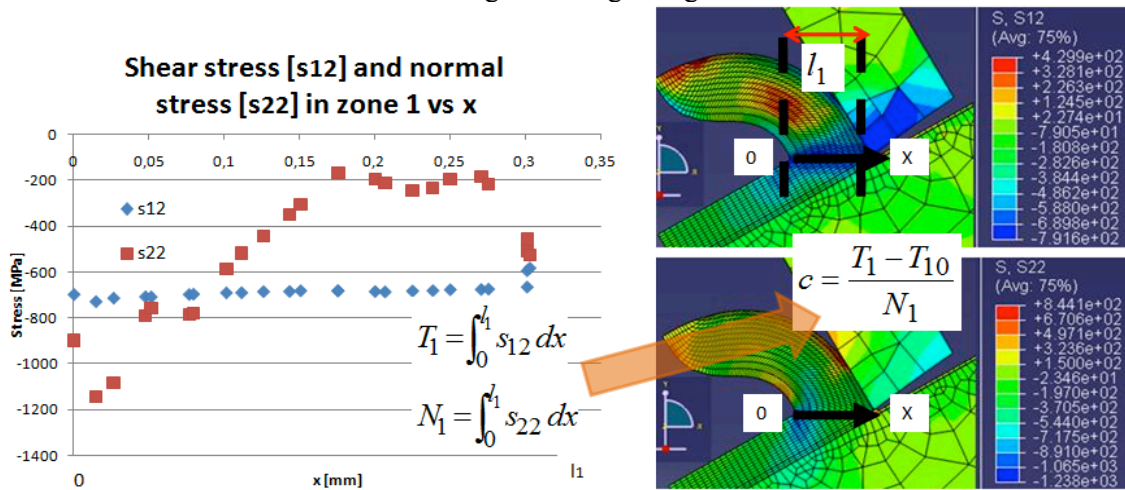 Shear stress [s12] and normal
stress [s22] in zone 1 vs x
0
-200
-400
-600
-800
-1000
-1200
-1400
Stress [MPa]
0 0,05 0,1 0,15 0,2 0,25 0,3 0,35
s12
s22
T₁ = ∫₀^l₁ s₁₂ dx
N₁ = ∫₀^l₁ s₂₂ dx
0 x [mm] l1
l₁
0 X
S, S12
(Avg: 75%)
+4.299e+02
+3.281e+02
+2.263e+02
+1.245e+02
+2.274e+01
-7.905e+01
-1.808e+02
-2.826e+02
-3.844e+02
-4.862e+02
-5.880e+02
-6.898e+02
-7.916e+02
c = (T₁ − T₁₀) / N₁
0 X
S, S22
(Avg: 75%)
+8.441e+02
+6.706e+02
+4.971e+02
+3.236e+02
+1.500e+02
-2.346e+01
-1.970e+02
-3.705e+02
-5.440e+02
-7.175e+02
-8.910e+02
-1.065e+03
-1.238e+03